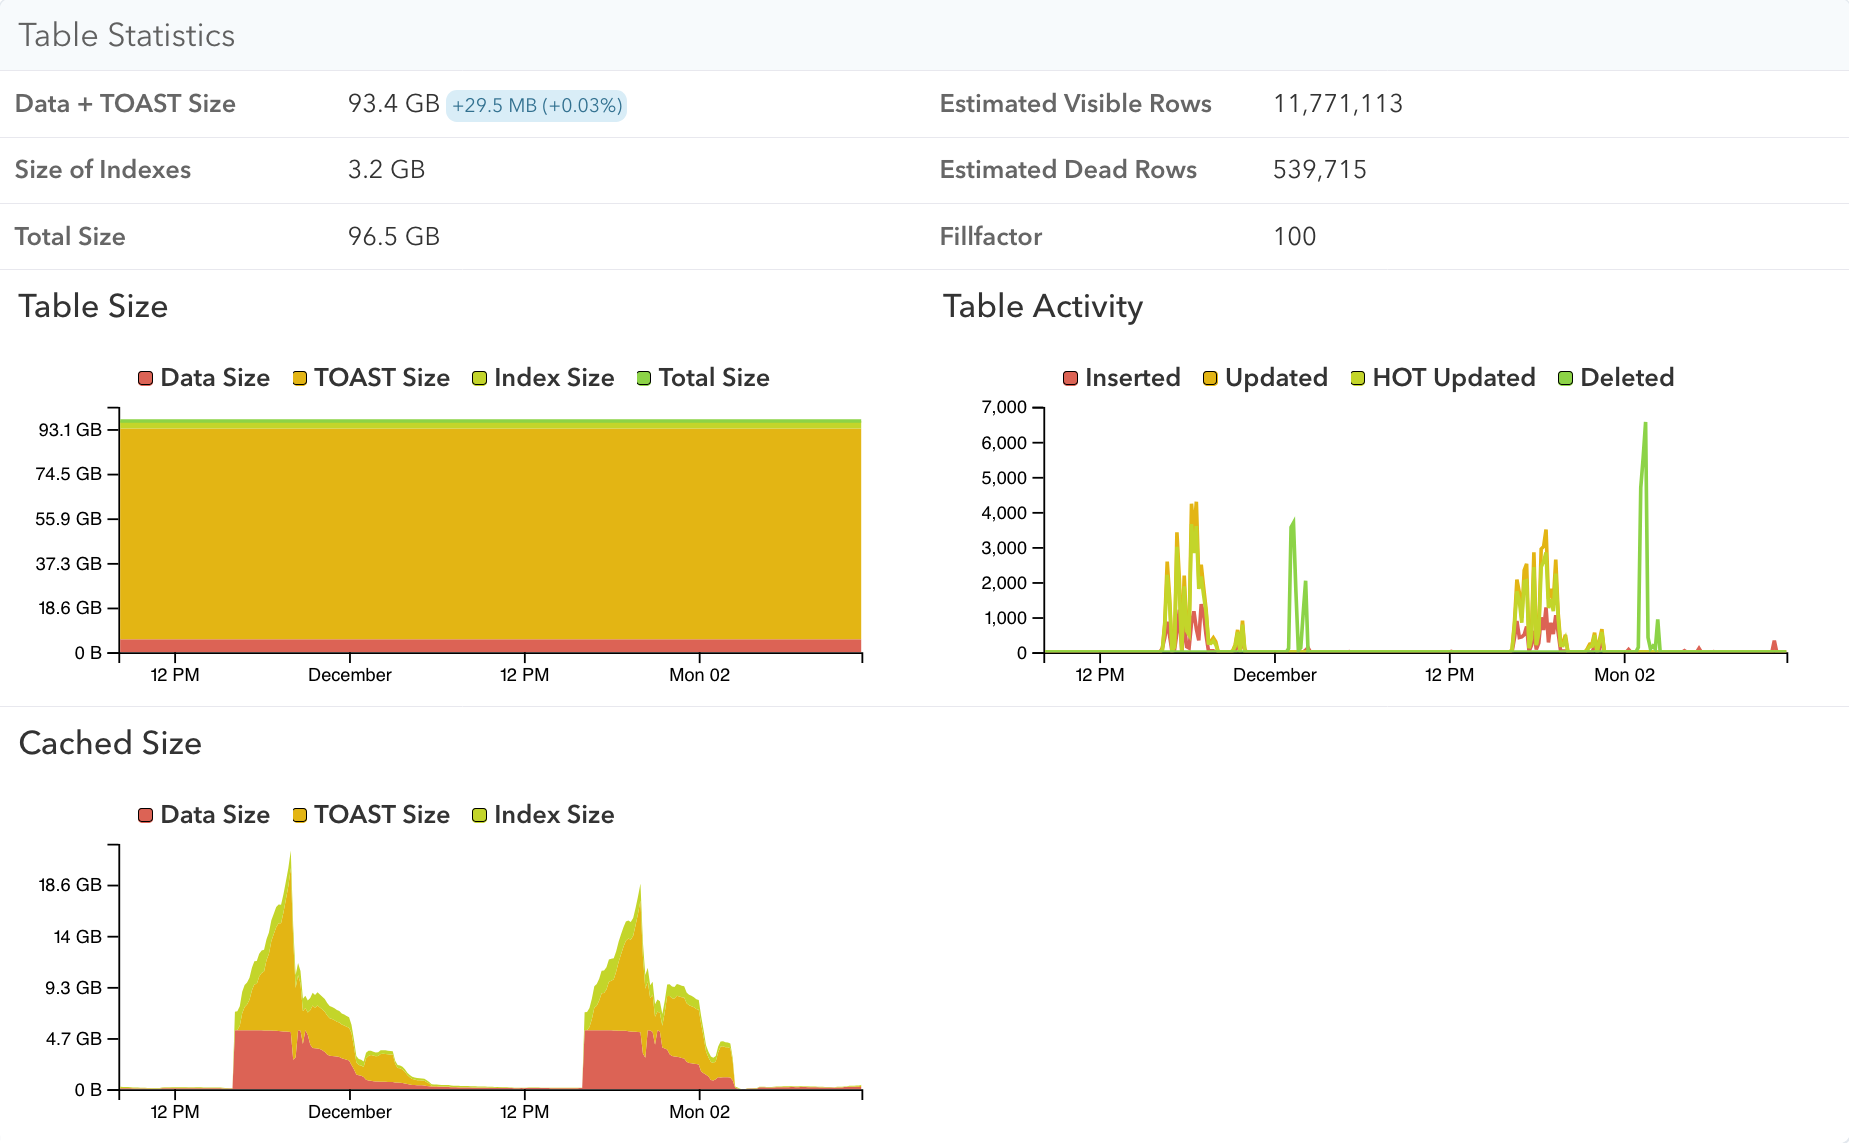 Table Statistics
Data + TOAST Size 93.4 GB +29.5 MB (+0.03%) Estimated Visible Rows 11,771,113
Size of Indexes 3.2 GB Estimated Dead Rows 539,715
Total Size 96.5 GB Fillfactor 100
Table Size
Data Size TOAST Size Index Size Total Size
93.1 GB
74.5 GB
55.9 GB
37.3 GB
18.6 GB
0 B
12 PM December 12 PM Mon 02
Table Activity
Inserted Updated HOT Updated Deleted
7,000
6,000
5,000
4,000
3,000
2,000
1,000
0
12 PM December 12 PM Mon 02
Cached Size
Data Size TOAST Size Index Size
18.6 GB
14 GB
9.3 GB
4.7 GB
0 B
12 PM December 12 PM Mon 02